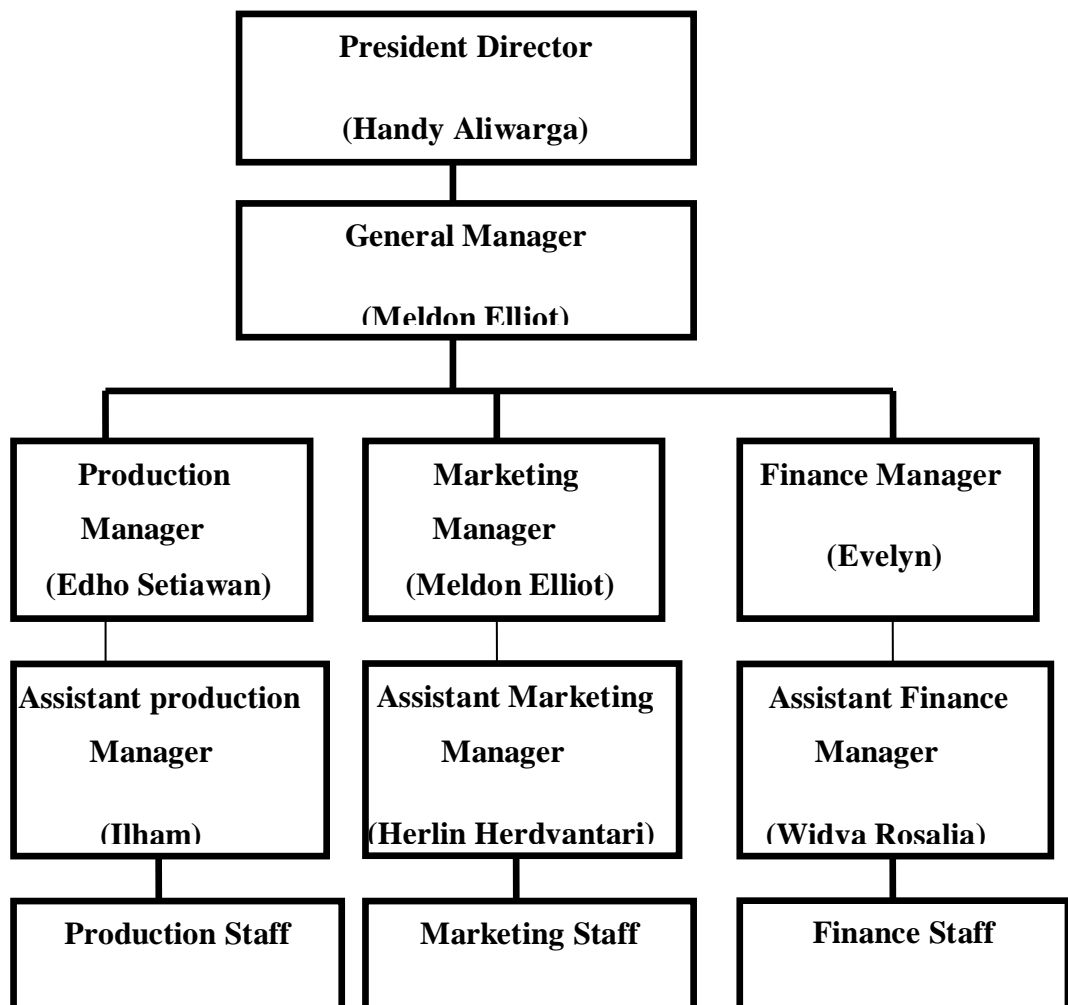 President Director
(Handy Aliwarga)
General Manager
(Meldon Elliot)
Production
Manager
(Edho Setiawan)
Marketing
Manager
(Meldon Elliot)
Finance Manager
(Evelyn)
Assistant production
Manager
(Ilham)
Assistant Marketing
Manager
(Herlin Herdyantari)
Assistant Finance
Manager
(Widya Rosalia)
Production Staff
Marketing Staff
Finance Staff